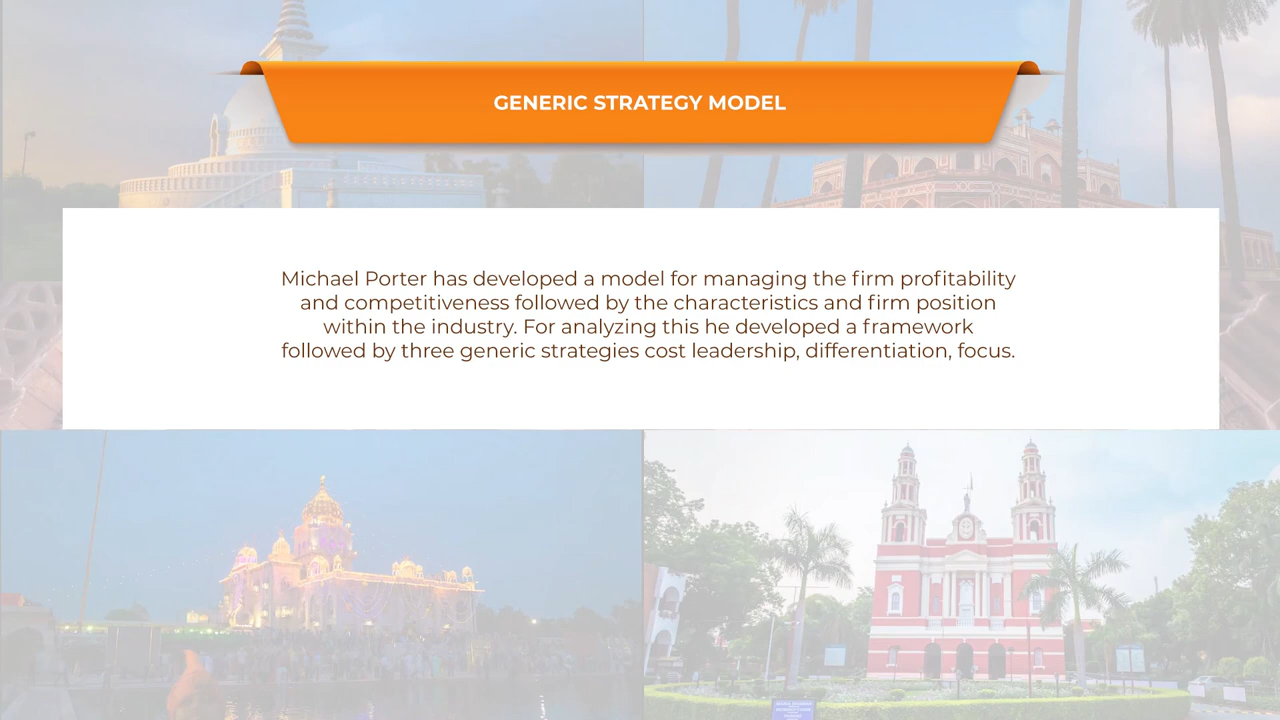 GENERIC STRATEGY MODEL
Michael Porter has developed a model for managing the firm profitability
and competitiveness followed by the characteristics and firm position
within the industry. For analyzing this he developed a framework
followed by three generic strategies cost leadership, differentiation, focus.